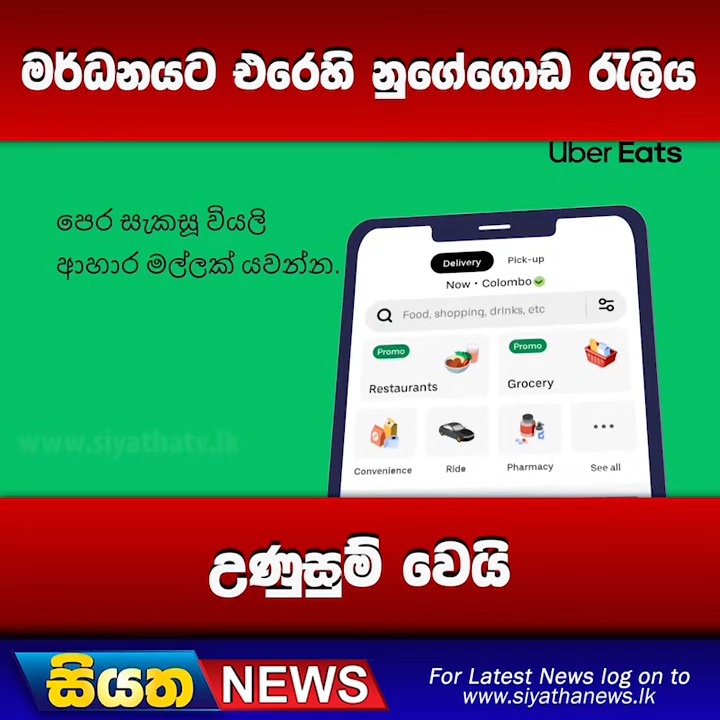 මර්ධනයට එරෙහි නුගේගොඩ රැලිය
Uber Eats
පෙර සැකසූ වියලි
ආහාර මල්ලක් යවන්න.
Delivery Pick-up
Now • Colombo
Food, shopping, drinks, etc
Promo
Restaurants
Promo
Grocery
Convenience
Ride
Pharmacy
See all
www.siyathatv.lk
උණුසුම් වෙයි
සියත NEWS
For Latest News log on to
www.siyathanews.lk